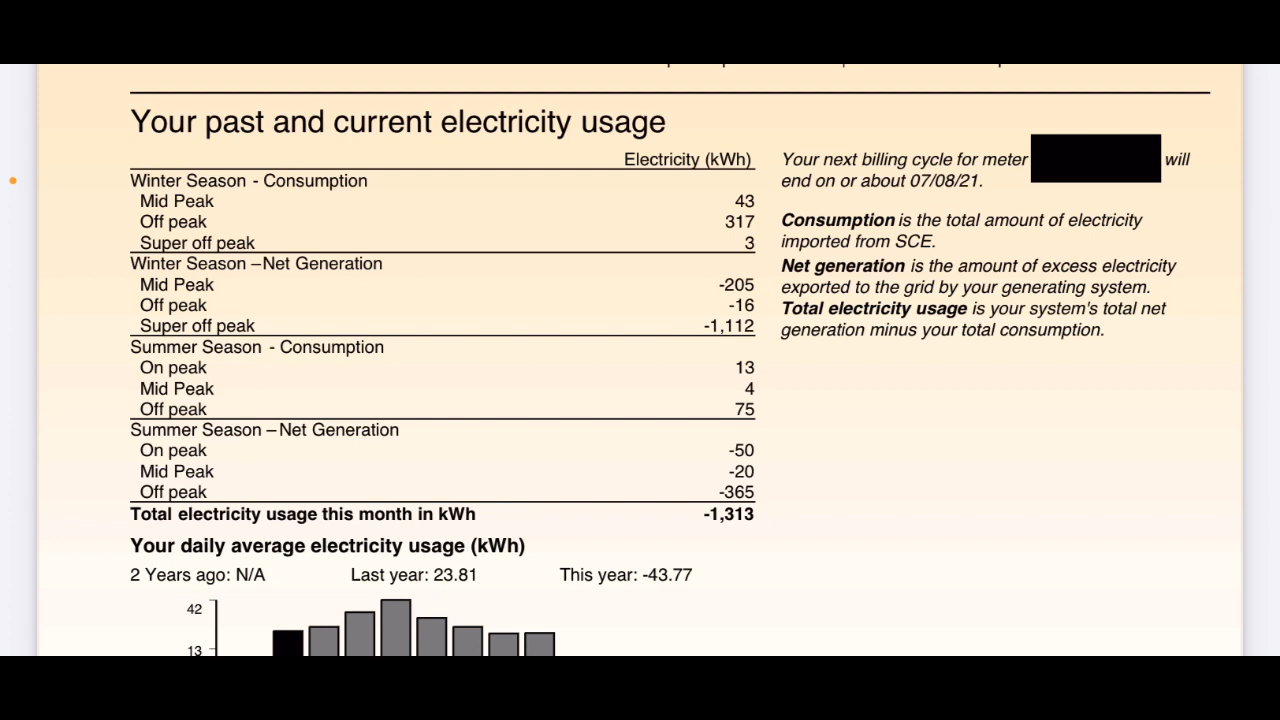 Your past and current electricity usage
Electricity (kWh)
Winter Season - Consumption
Mid Peak 43
Off peak 317
Super off peak 3
Winter Season – Net Generation
Mid Peak -205
Off peak -16
Super off peak -1,112
Summer Season - Consumption
On peak 13
Mid Peak 4
Off peak 75
Summer Season – Net Generation
On peak -50
Mid Peak -20
Off peak -365
Total electricity usage this month in kWh -1,313
Your daily average electricity usage (kWh)
2 Years ago: N/A Last year: 23.81 This year: -43.77
42
13
Your next billing cycle for meter will
end on or about 07/08/21.
Consumption is the total amount of electricity
imported from SCE.
Net generation is the amount of excess electricity
exported to the grid by your generating system.
Total electricity usage is your system's total net
generation minus your total consumption.